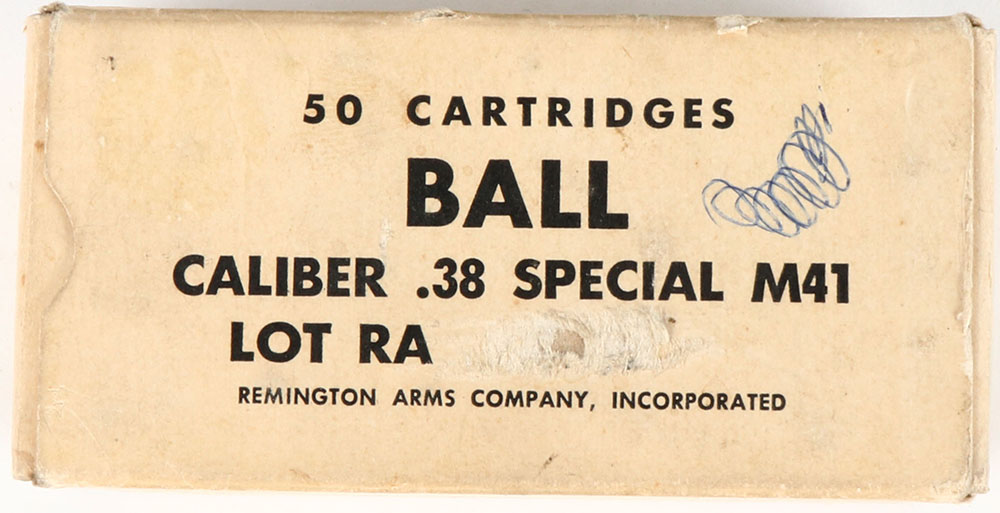 50 CARTRIDGES
BALL
CALIBER .38 SPECIAL M41
LOT RA
REMINGTON ARMS COMPANY, INCORPORATED